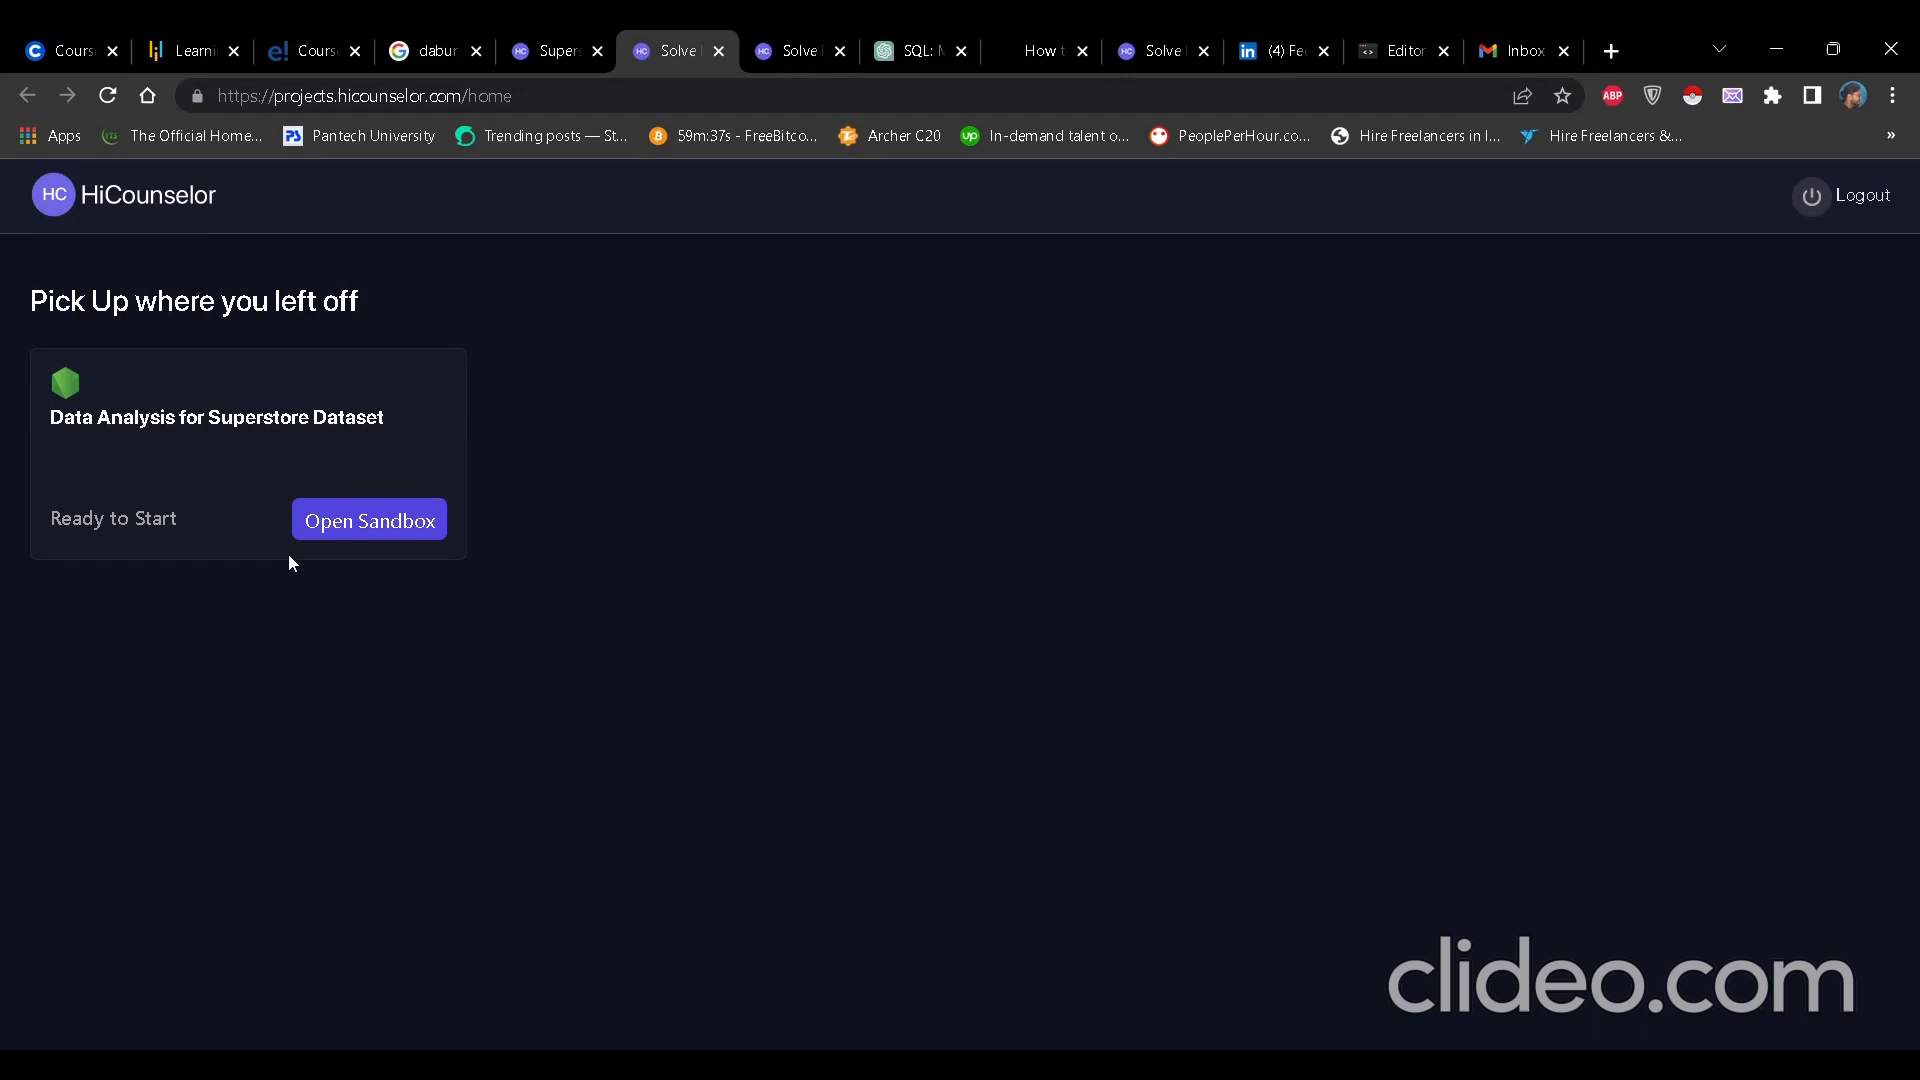 Cours
Learni
Cours
dabur
Supers
Solve
Solve
SQL:
How t
Solve
(4) Fe
Editor
Inbox
https://projects.hicounselor.com/home
ABP
Apps
The Official Home...
Pantech University
Trending posts — St...
59m:37s - FreeBitco...
Archer C20
In-demand talent o...
PeoplePerHour.co...
Hire Freelancers in I...
Hire Freelancers &...
»
HC HiCounselor
Logout
Pick Up where you left off
Data Analysis for Superstore Dataset
Ready to Start
Open Sandbox
clideo.com